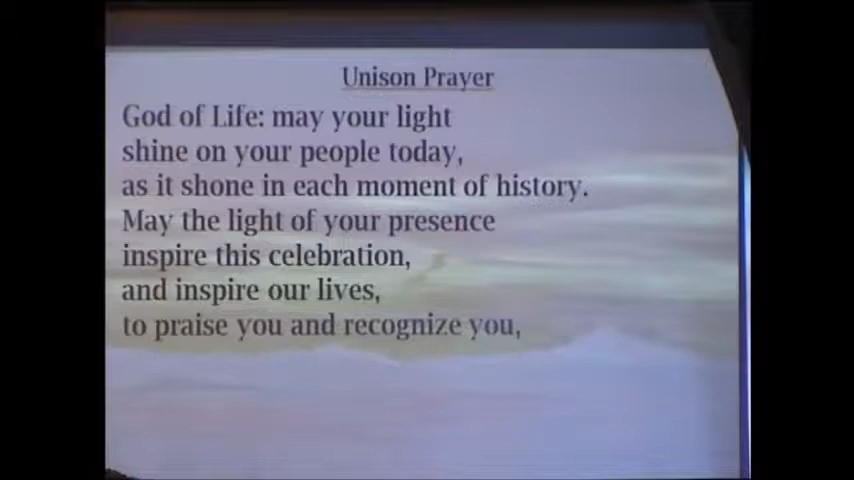 Unison Prayer
God of Life: may your light
shine on your people today,
as it shone in each moment of history.
May the light of your presence
inspire this celebration,
and inspire our lives,
to praise you and recognize you,